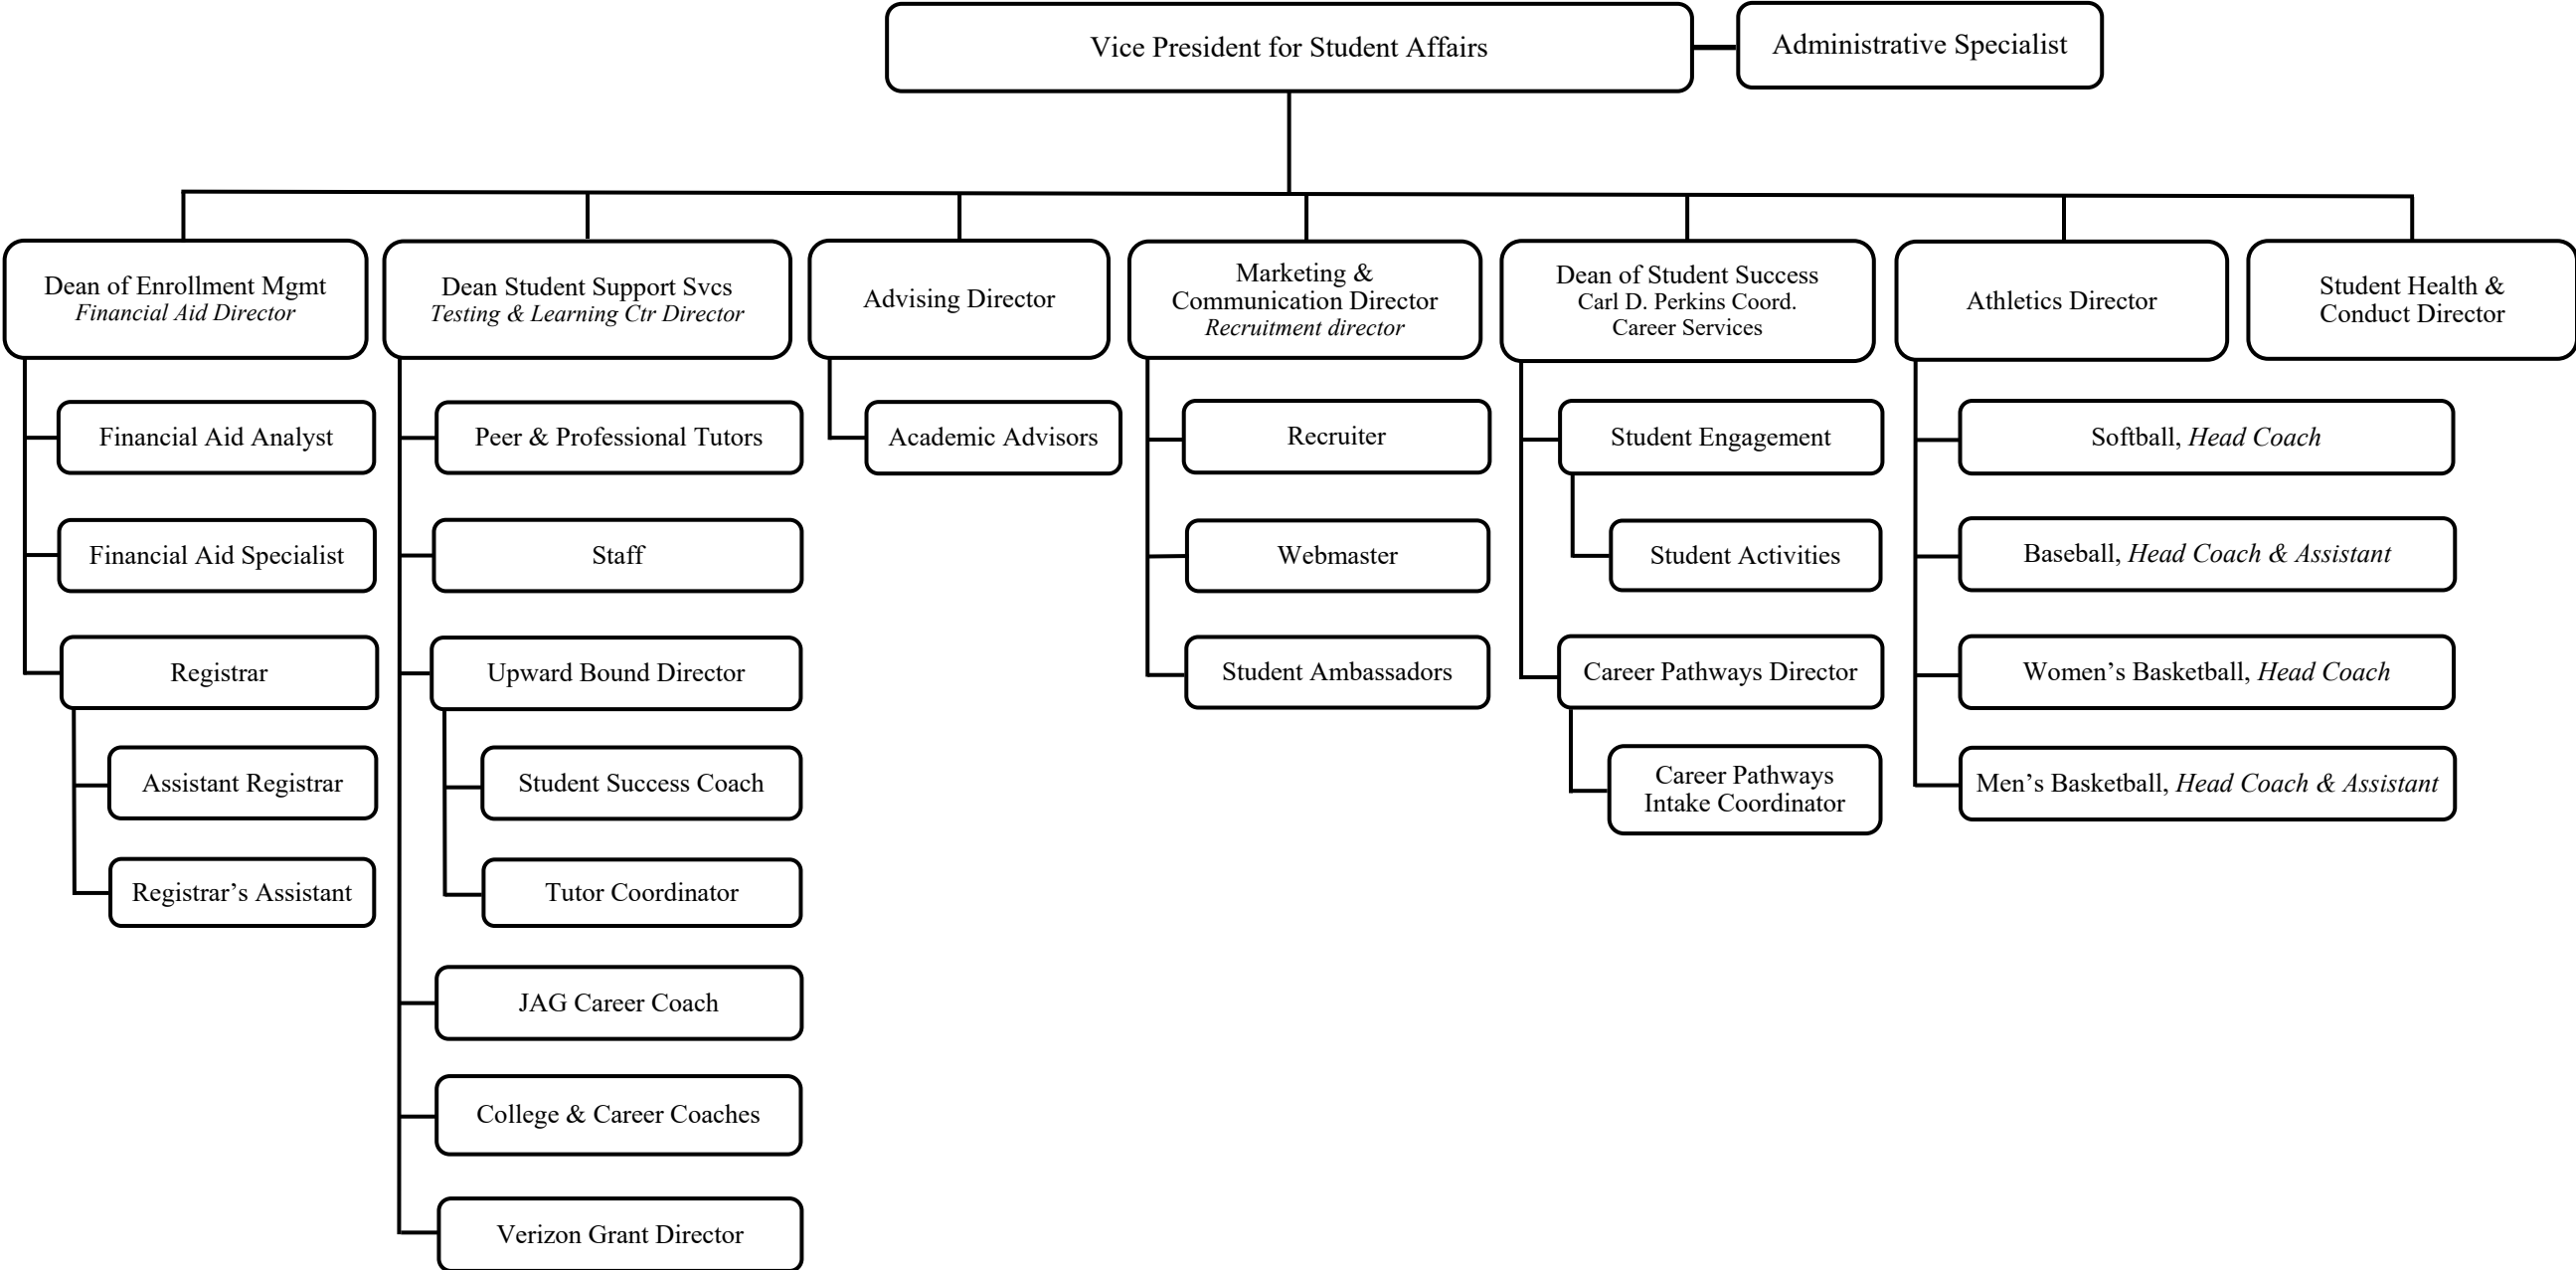 Vice President for Student Affairs
Administrative Specialist
Dean of Enrollment Mgmt
Financial Aid Director
Financial Aid Analyst
Financial Aid Specialist
Registrar
Assistant Registrar
Registrar’s Assistant
Dean Student Support Svcs
Testing & Learning Ctr Director
Peer & Professional Tutors
Staff
Upward Bound Director
Student Success Coach
Tutor Coordinator
JAG Career Coach
College & Career Coaches
Verizon Grant Director
Advising Director
Academic Advisors
Marketing &
Communication Director
Recruitment director
Recruiter
Webmaster
Student Ambassadors
Dean of Student Success
Carl D. Perkins Coord.
Career Services
Student Engagement
Student Activities
Career Pathways Director
Career Pathways
Intake Coordinator
Athletics Director
Softball, Head Coach
Baseball, Head Coach & Assistant
Women’s Basketball, Head Coach
Men’s Basketball, Head Coach & Assistant
Student Health &
Conduct Director